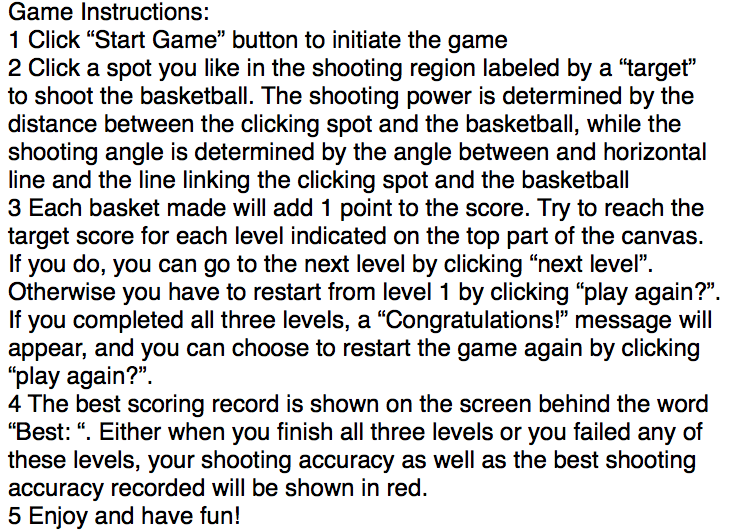 Game Instructions:
1 Click “Start Game” button to initiate the game
2 Click a spot you like in the shooting region labeled by a “target”
to shoot the basketball. The shooting power is determined by the
distance between the clicking spot and the basketball, while the
shooting angle is determined by the angle between and horizontal
line and the line linking the clicking spot and the basketball
3 Each basket made will add 1 point to the score. Try to reach the
target score for each level indicated on the top part of the canvas.
If you do, you can go to the next level by clicking “next level”.
Otherwise you have to restart from level 1 by clicking “play again?”.
If you completed all three levels, a “Congratulations!” message will
appear, and you can choose to restart the game again by clicking
“play again?”.
4 The best scoring record is shown on the screen behind the word
“Best: “. Either when you finish all three levels or you failed any of
these levels, your shooting accuracy as well as the best shooting
accuracy recorded will be shown in red.
5 Enjoy and have fun!